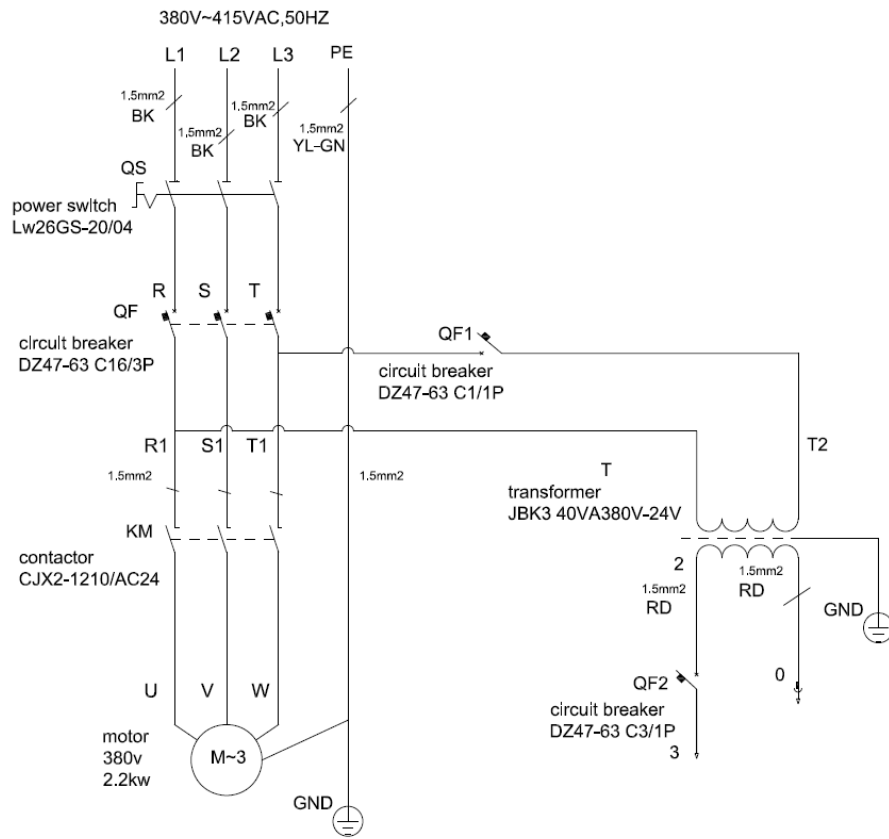 380V~415VAC,50HZ
L1 L2 L3 PE
1.5mm2
BK
1.5mm2
BK
1.5mm2
BK
1.5mm2
YL-GN
QS
power switch
Lw26GS-20/04
R S T
QF
circuit breaker
DZ47-63 C16/3P
QF1
circuit breaker
DZ47-63 C1/1P
R1 S1 T1
T2
1.5mm2
1.5mm2
T
transformer
JBK3 40VA380V-24V
KM
contactor
CJX2-1210/AC24
2
1.5mm2
RD
1.5mm2
RD
GND
U V W
QF2
0
circuit breaker
DZ47-63 C3/1P
3
motor
380v
2.2kw
M~3
GND